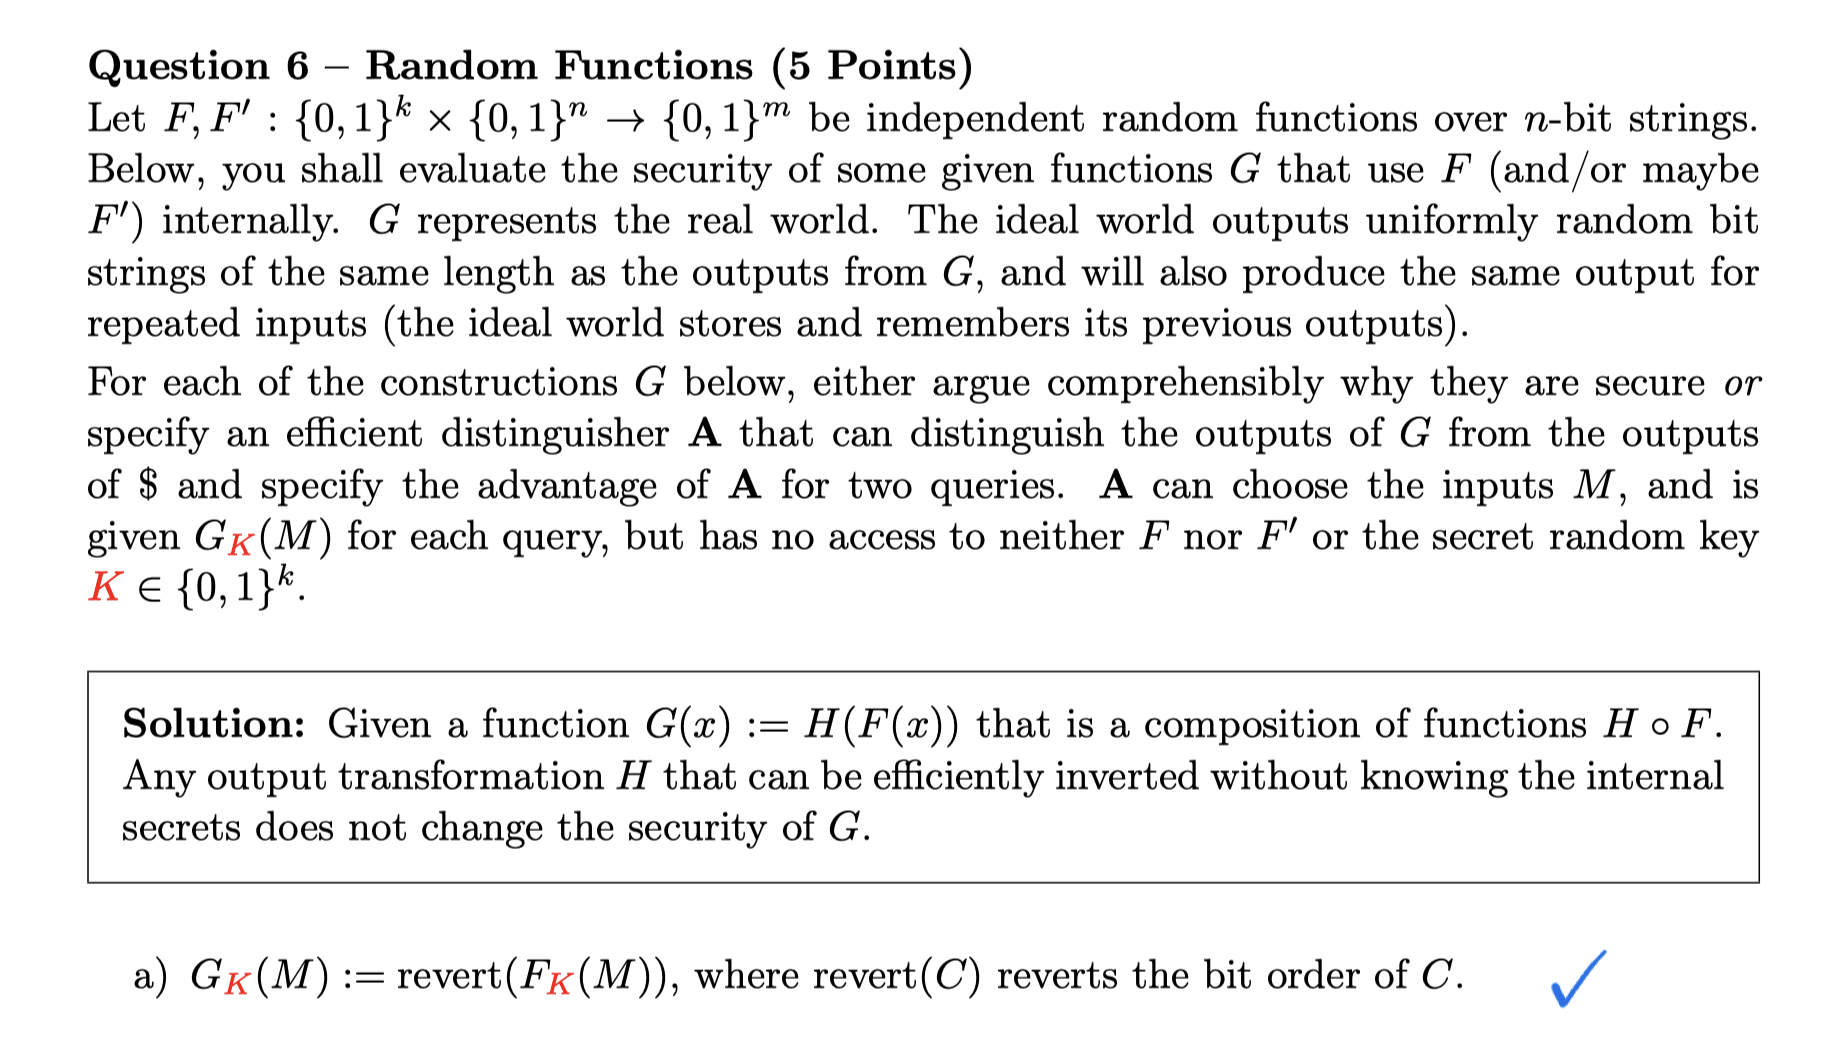 Question 6 – Random Functions (5 Points)
Let F, F′ : {0, 1}ᵏ × {0, 1}ⁿ → {0, 1}ᵐ be independent random functions over n-bit strings.
Below, you shall evaluate the security of some given functions G that use F (and/or maybe
F′) internally. G represents the real world. The ideal world outputs uniformly random bit
strings of the same length as the outputs from G, and will also produce the same output for
repeated inputs (the ideal world stores and remembers its previous outputs).
For each of the constructions G below, either argue comprehensibly why they are secure or
specify an efficient distinguisher A that can distinguish the outputs of G from the outputs
of $ and specify the advantage of A for two queries. A can choose the inputs M, and is
given G_K(M) for each query, but has no access to neither F nor F′ or the secret random key
K ∈ {0, 1}ᵏ.
Solution: Given a function G(x) := H(F(x)) that is a composition of functions H ∘ F.
Any output transformation H that can be efficiently inverted without knowing the internal
secrets does not change the security of G.
a) G_K(M) := revert(F_K(M)), where revert(C) reverts the bit order of C. ✓